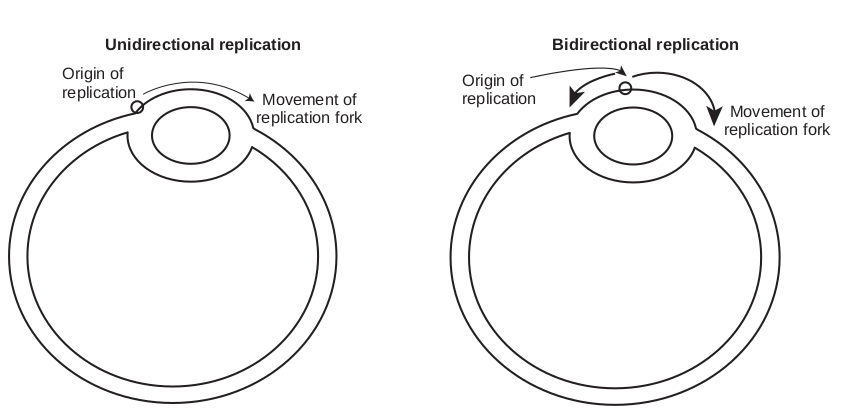 Unidirectional replication
Origin of
replication
Movement of
replication fork
Bidirectional replication
Origin of
replication
Movement of
replication fork